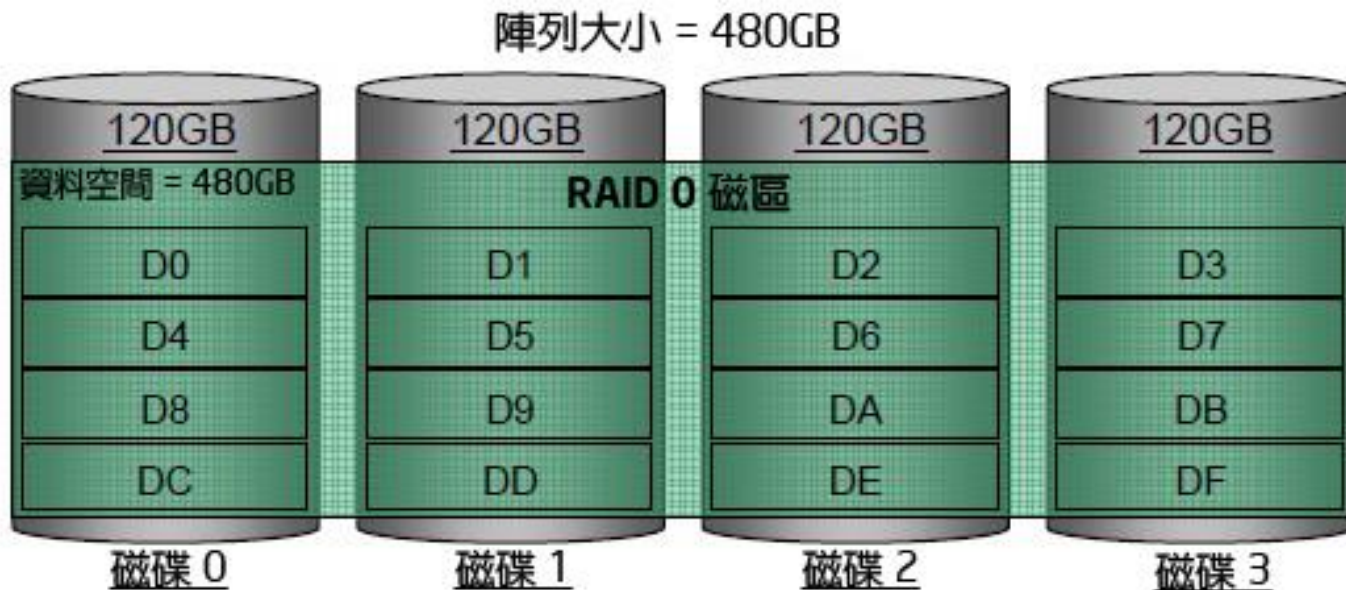 陣列大小 = 480GB
120GB 120GB 120GB 120GB
資料空間 = 480GB RAID 0 磁區
D0 D1 D2 D3
D4 D5 D6 D7
D8 D9 DA DB
DC DD DE DF
磁碟 0 磁碟 1 磁碟 2 磁碟 3